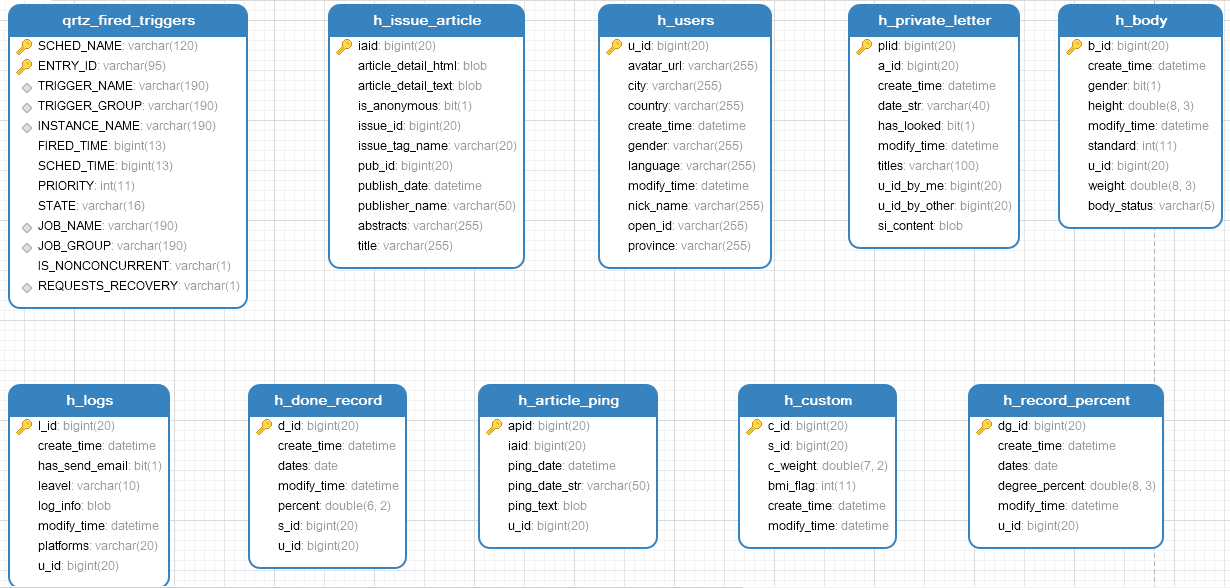 qrtz_fired_triggers
SCHED_NAME: varchar(120)
ENTRY_ID: varchar(95)
TRIGGER_NAME: varchar(190)
TRIGGER_GROUP: varchar(190)
INSTANCE_NAME: varchar(190)
FIRED_TIME: bigint(13)
SCHED_TIME: bigint(13)
PRIORITY: int(11)
STATE: varchar(16)
JOB_NAME: varchar(190)
JOB_GROUP: varchar(190)
IS_NONCONCURRENT: varchar(1)
REQUESTS_RECOVERY: varchar(1)
h_issue_article
iaid: bigint(20)
article_detail_html: blob
article_detail_text: blob
is_anonymous: bit(1)
issue_id: bigint(20)
issue_tag_name: varchar(20)
pub_id: bigint(20)
publish_date: datetime
publisher_name: varchar(50)
abstracts: varchar(255)
title: varchar(255)
h_users
u_id: bigint(20)
avatar_url: varchar(255)
city: varchar(255)
country: varchar(255)
create_time: datetime
gender: varchar(255)
language: varchar(255)
modify_time: datetime
nick_name: varchar(255)
open_id: varchar(255)
province: varchar(255)
h_private_letter
plid: bigint(20)
a_id: bigint(20)
create_time: datetime
date_str: varchar(40)
has_looked: bit(1)
modify_time: datetime
titles: varchar(100)
u_id_by_me: bigint(20)
u_id_by_other: bigint(20)
si_content: blob
h_body
b_id: bigint(20)
create_time: datetime
gender: bit(1)
height: double(8, 3)
modify_time: datetime
standard: int(11)
u_id: bigint(20)
weight: double(8, 3)
body_status: varchar(5)
h_logs
l_id: bigint(20)
create_time: datetime
has_send_email: bit(1)
leavel: varchar(10)
log_info: blob
modify_time: datetime
platforms: varchar(20)
u_id: bigint(20)
h_done_record
d_id: bigint(20)
create_time: datetime
dates: date
modify_time: datetime
percent: double(6, 2)
s_id: bigint(20)
u_id: bigint(20)
h_article_ping
apid: bigint(20)
iaid: bigint(20)
ping_date: datetime
ping_date_str: varchar(50)
ping_text: blob
u_id: bigint(20)
h_custom
c_id: bigint(20)
s_id: bigint(20)
c_weight: double(7, 2)
bmi_flag: int(11)
create_time: datetime
modify_time: datetime
h_record_percent
dg_id: bigint(20)
create_time: datetime
dates: date
degree_percent: double(8, 3)
modify_time: datetime
u_id: bigint(20)